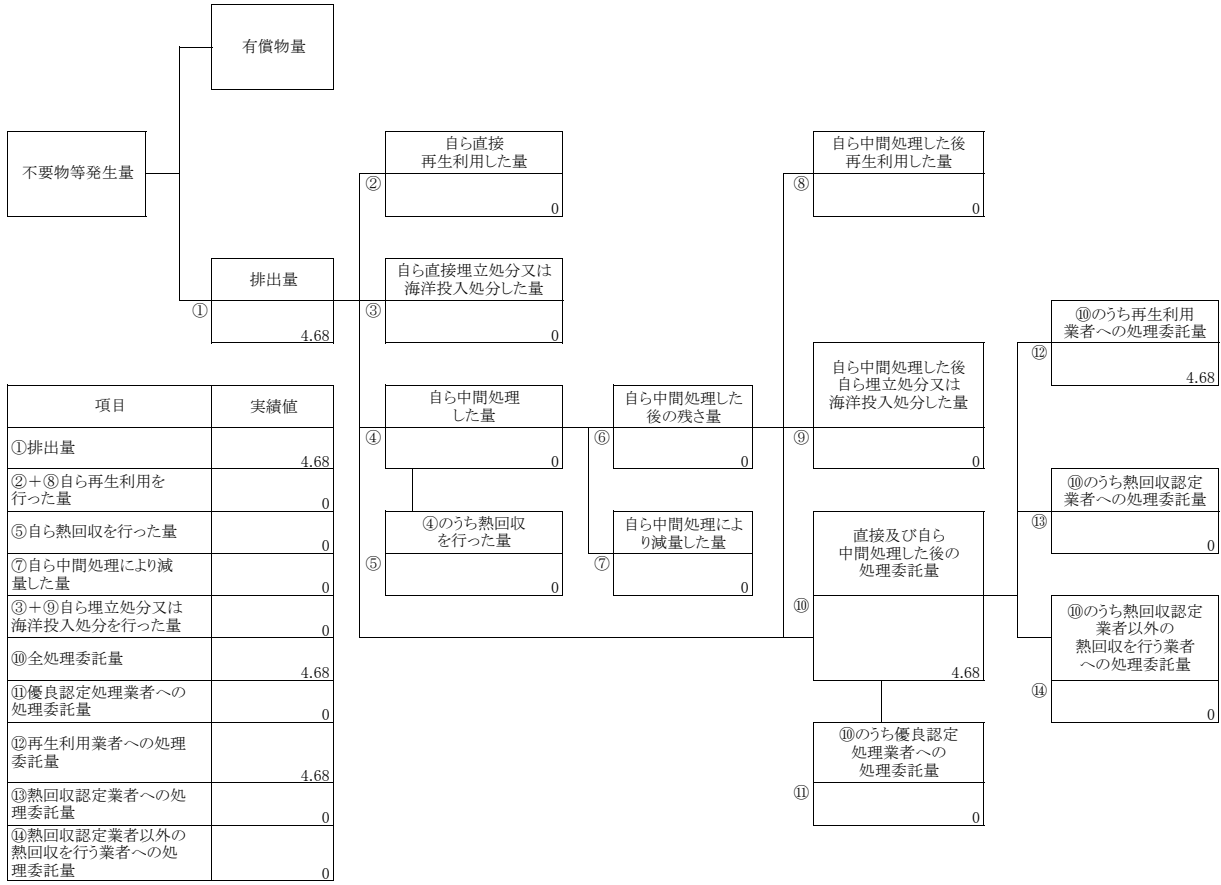 有償物量
不要物等発生量
排出量
①
4.68
自ら直接
再生利用した量
②
0
自ら直接埋立処分又は
海洋投入処分した量
③
0
自ら中間処理
した量
④
0
④のうち熱回収
を行った量
⑤
0
自ら中間処理した
後の残さ量
⑥
0
自ら中間処理によ
り減量した量
⑦
0
自ら中間処理した後
再生利用した量
⑧
0
自ら中間処理した後
自ら埋立処分又は
海洋投入処分した量
⑨
0
直接及び自ら
中間処理した後の
処理委託量
⑩
4.68
⑩のうち優良認定
処理業者への
処理委託量
⑪
0
⑩のうち再生利用
業者への処理委託量
⑫
4.68
⑩のうち熱回収認定
業者への処理委託量
⑬
0
⑩のうち熱回収認定
業者以外の
熱回収を行う業者
への処理委託量
⑭
0
項目 実績値
①排出量
4.68
②+⑧自ら再生利用を
行った量
0
⑤自ら熱回収を行った量
0
⑦自ら中間処理により減
量した量
0
③+⑨自ら埋立処分又は
海洋投入処分を行った量
0
⑩全処理委託量
4.68
⑪優良認定処理業者への
処理委託量
0
⑫再生利用業者への処理
委託量
4.68
⑬熱回収認定業者への処
理委託量
0
⑭熱回収認定業者以外の
熱回収を行う業者への処
理委託量
0